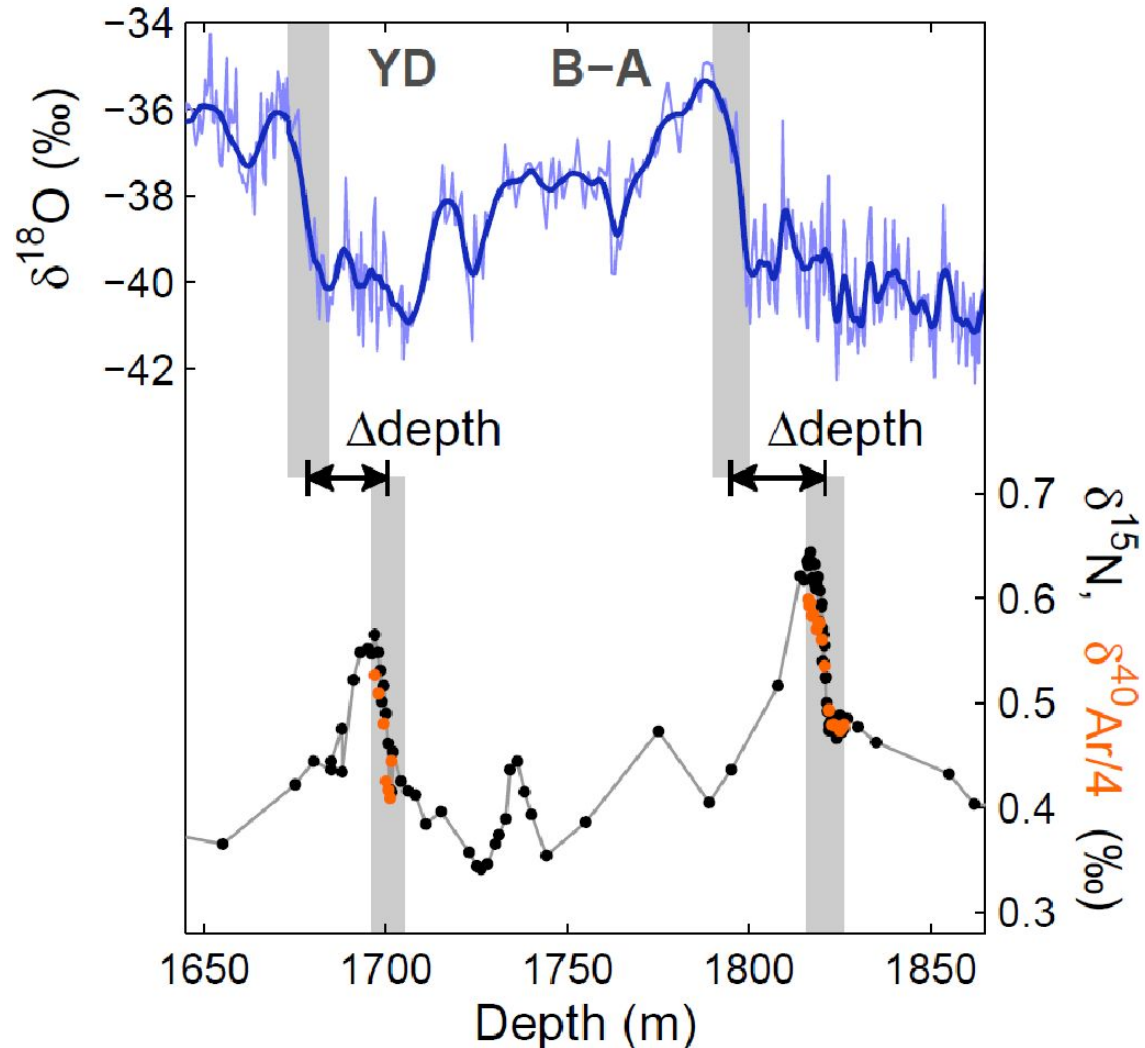 −34
−36
−38
−40
−42
δ18O (‰)
YD
B−A
Δdepth
Δdepth
0.7
0.6
0.5
0.4
0.3
δ15N, δ40Ar/4 (‰)
1650
1700
1750
1800
1850
Depth (m)